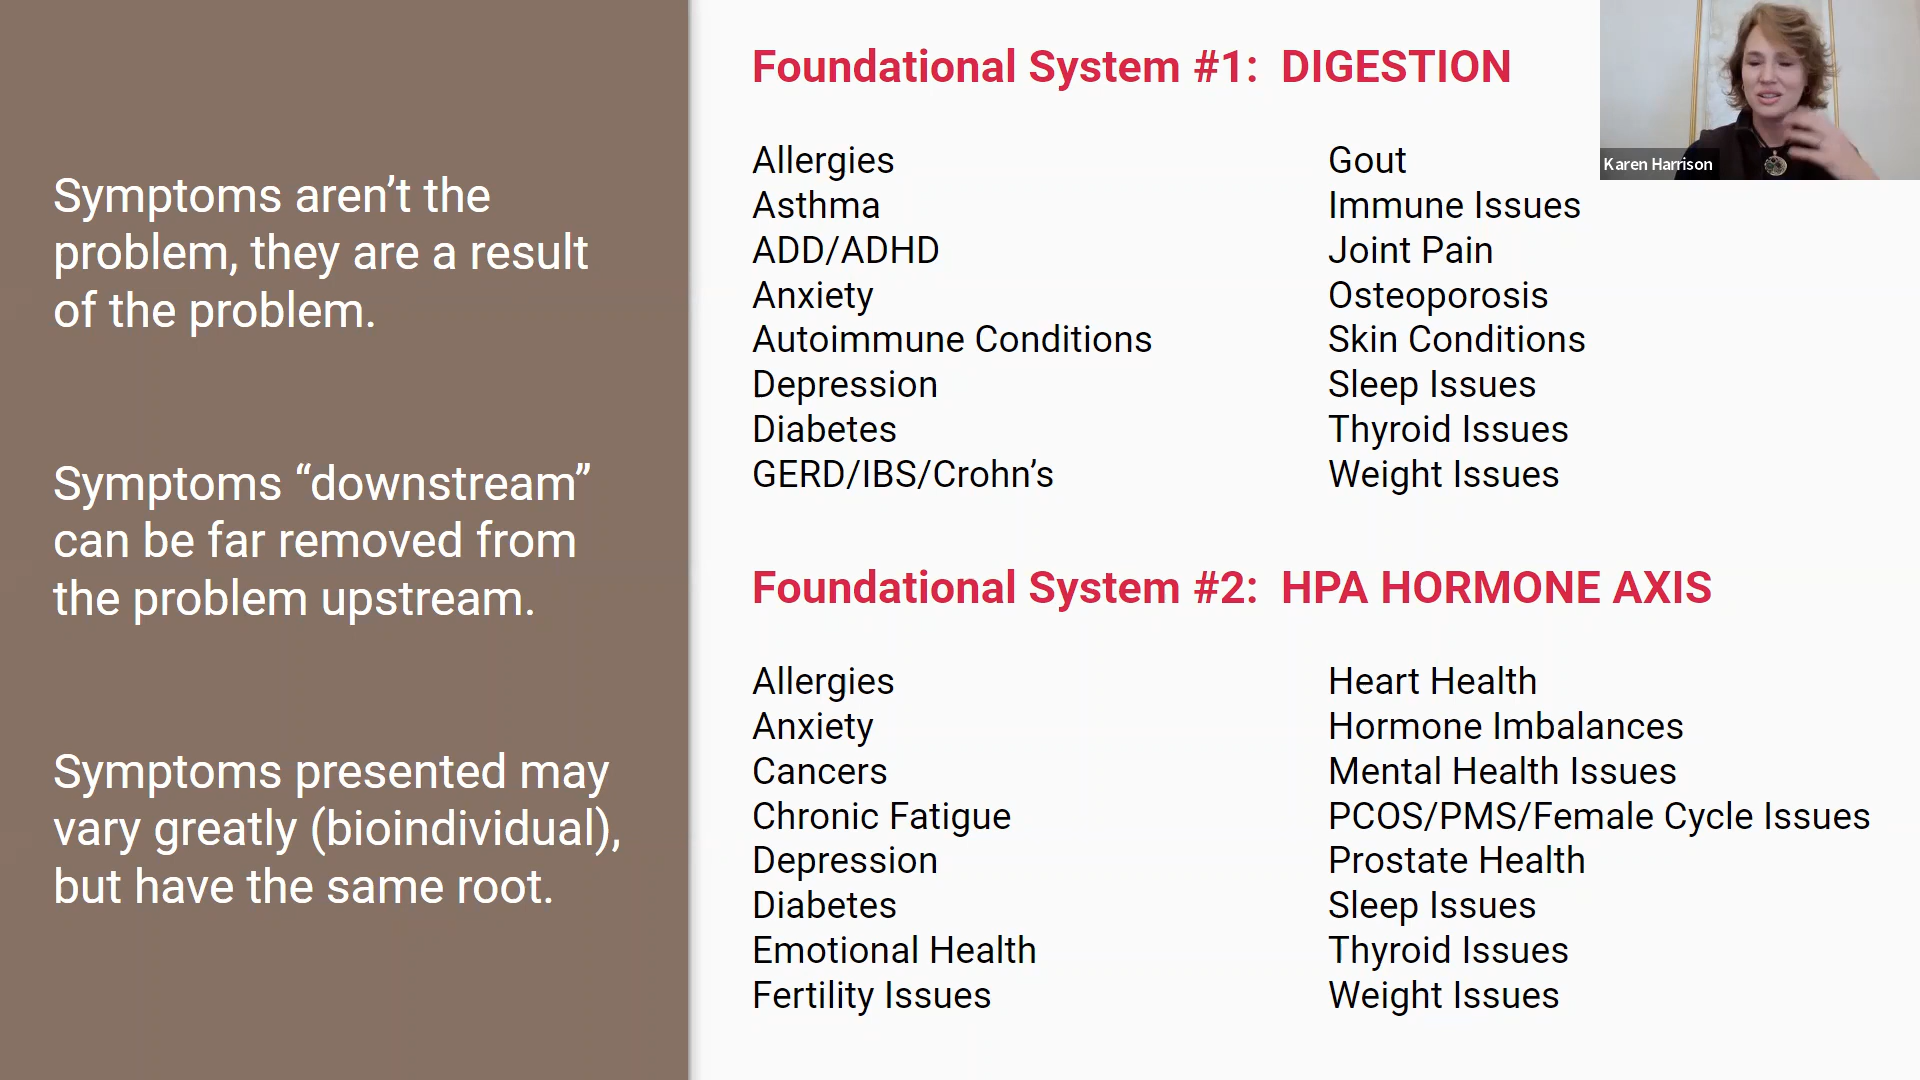 Symptoms aren’t the
problem, they are a result
of the problem.
Symptoms “downstream”
can be far removed from
the problem upstream.
Symptoms presented may
vary greatly (bioindividual),
but have the same root.
Foundational System #1:  DIGESTION
Allergies
Asthma
ADD/ADHD
Anxiety
Autoimmune Conditions
Depression
Diabetes
GERD/IBS/Crohn’s
Gout
Immune Issues
Joint Pain
Osteoporosis
Skin Conditions
Sleep Issues
Thyroid Issues
Weight Issues
Foundational System #2:  HPA HORMONE AXIS
Allergies
Anxiety
Cancers
Chronic Fatigue
Depression
Diabetes
Emotional Health
Fertility Issues
Heart Health
Hormone Imbalances
Mental Health Issues
PCOS/PMS/Female Cycle Issues
Prostate Health
Sleep Issues
Thyroid Issues
Weight Issues
Karen Harrison